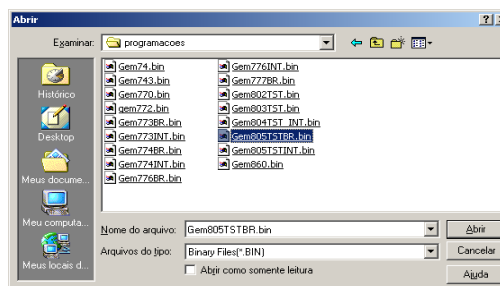 Abrir
Examinar: programacoes
Histórico
Desktop
Meus docume...
Meu computa...
Meus locais d...
Gem74.bin
Gem743.bin
Gem770.bin
gem772.bin
Gem773BR.bin
Gem773INT.bin
Gem774BR.bin
Gem774INT.bin
Gem776BR.bin
Gem776INT.bin
Gem777BR.bin
Gem802TST.bin
Gem803TST.bin
Gem804TST_INT.bin
Gem805TSTBR.bin
Gem805TSTINT.bin
Gem860.bin
Nome do arquivo: Gem805TSTBR.bin Abrir
Arquivos do tipo: Binary Files(*.BIN) Cancelar
Abrir como somente leitura Ajuda